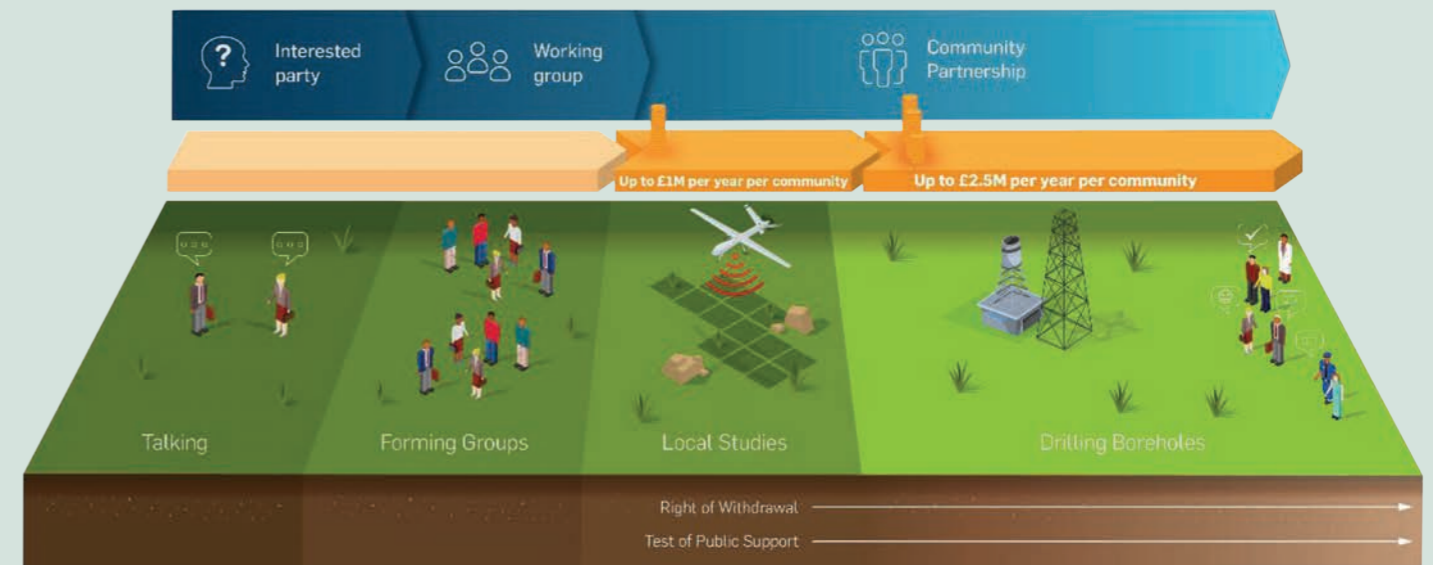 ?
Interested
party
Working
group
Community
Partnership
Up to £1M per year per community
Up to £2.5M per year per community
Talking
Forming Groups
Local Studies
Drilling Boreholes
Right of Withdrawal
Test of Public Support